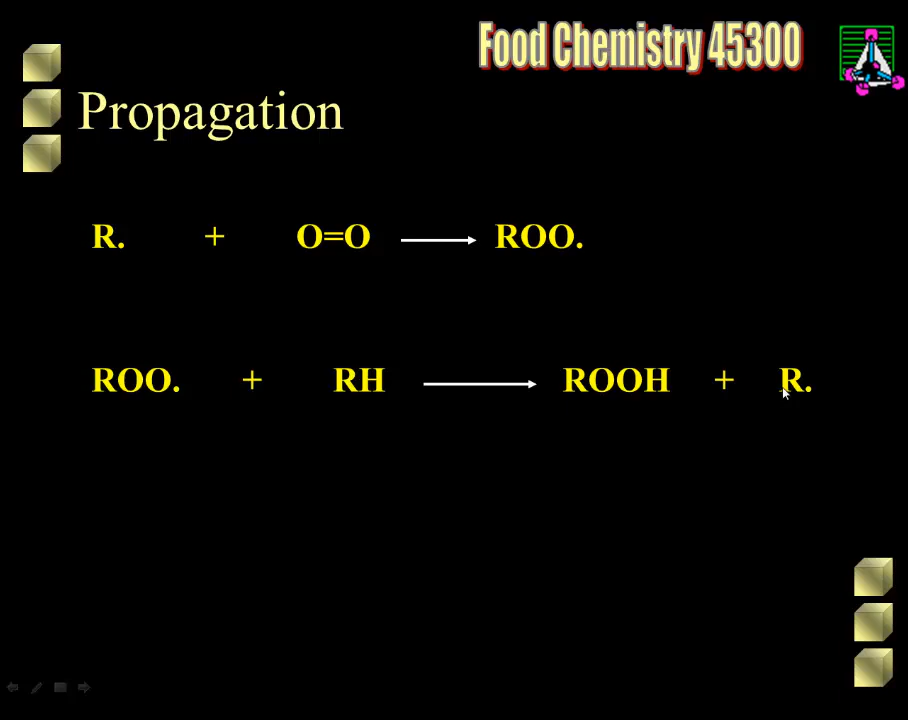 Food Chemistry 45300
Propagation
R. + O=O ROO.
ROO. + RH ROOH + R.